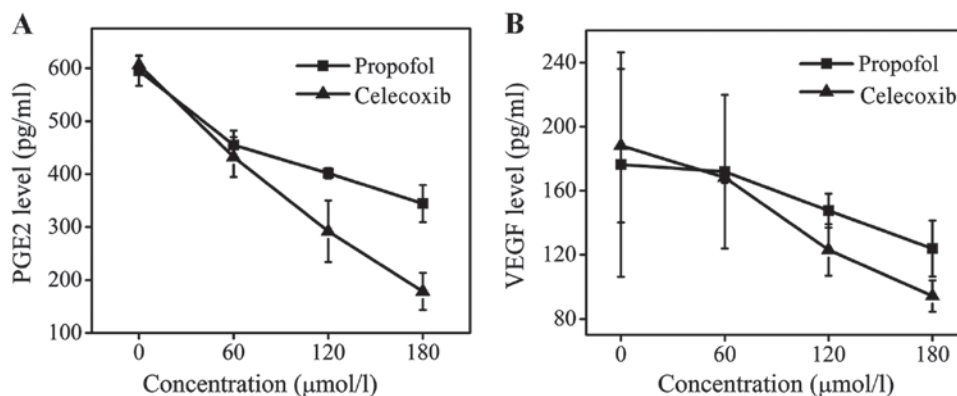 A
PGE2 level (pg/ml)
600
500
400
300
200
100
Propofol
Celecoxib
0 60 120 180
Concentration (μmol/l)
B
VEGF level (pg/ml)
240
200
160
120
80
Propofol
Celecoxib
0 60 120 180
Concentration (μmol/l)